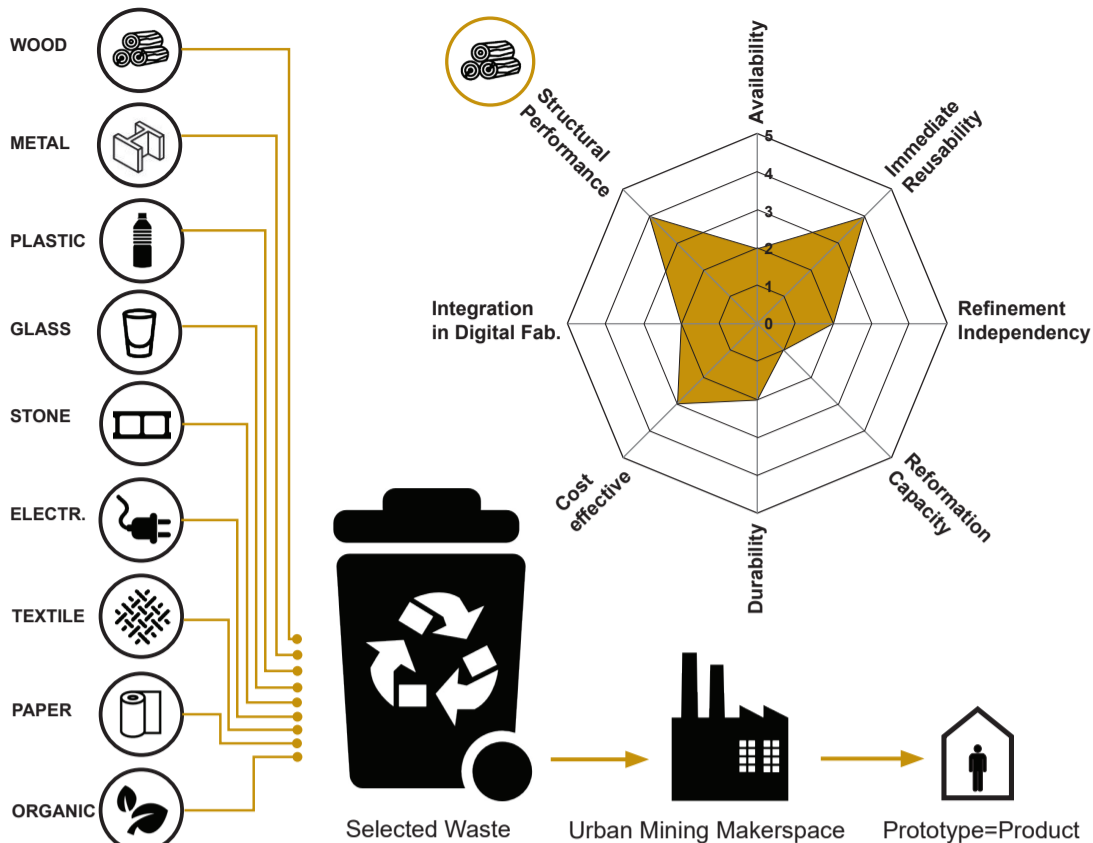 WOOD
METAL
PLASTIC
GLASS
STONE
ELECTR.
TEXTILE
PAPER
ORGANIC
Structural
Performance
Availability
Immediate
Reusability
5
4
3
2
1
0
Integration
in Digital Fab.
Refinement
Independency
Cost
effective
Durability
Reformation
Capacity
Selected Waste
Urban Mining Makerspace
Prototype=Product